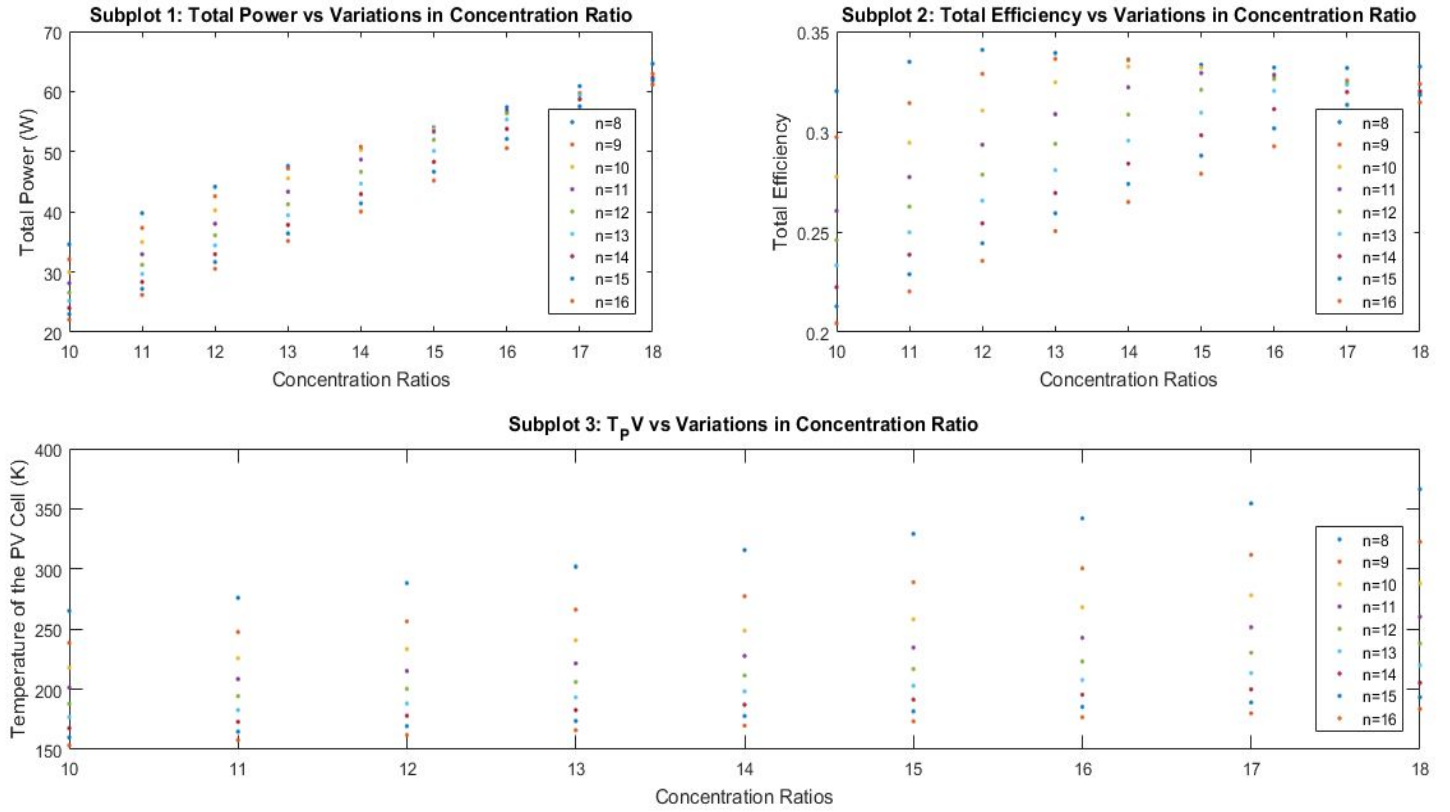 Subplot 1: Total Power vs Variations in Concentration Ratio
Total Power (W)
70
60
50
40
30
20
10 11 12 13 14 15 16 17 18
Concentration Ratios
n=8
n=9
n=10
n=11
n=12
n=13
n=14
n=15
n=16
Subplot 2: Total Efficiency vs Variations in Concentration Ratio
Total Efficiency
0.35
0.3
0.25
0.2
10 11 12 13 14 15 16 17 18
Concentration Ratios
n=8
n=9
n=10
n=11
n=12
n=13
n=14
n=15
n=16
Subplot 3: TPV vs Variations in Concentration Ratio
Temperature of the PV Cell (K)
400
350
300
250
200
150
10 11 12 13 14 15 16 17 18
Concentration Ratios
n=8
n=9
n=10
n=11
n=12
n=13
n=14
n=15
n=16